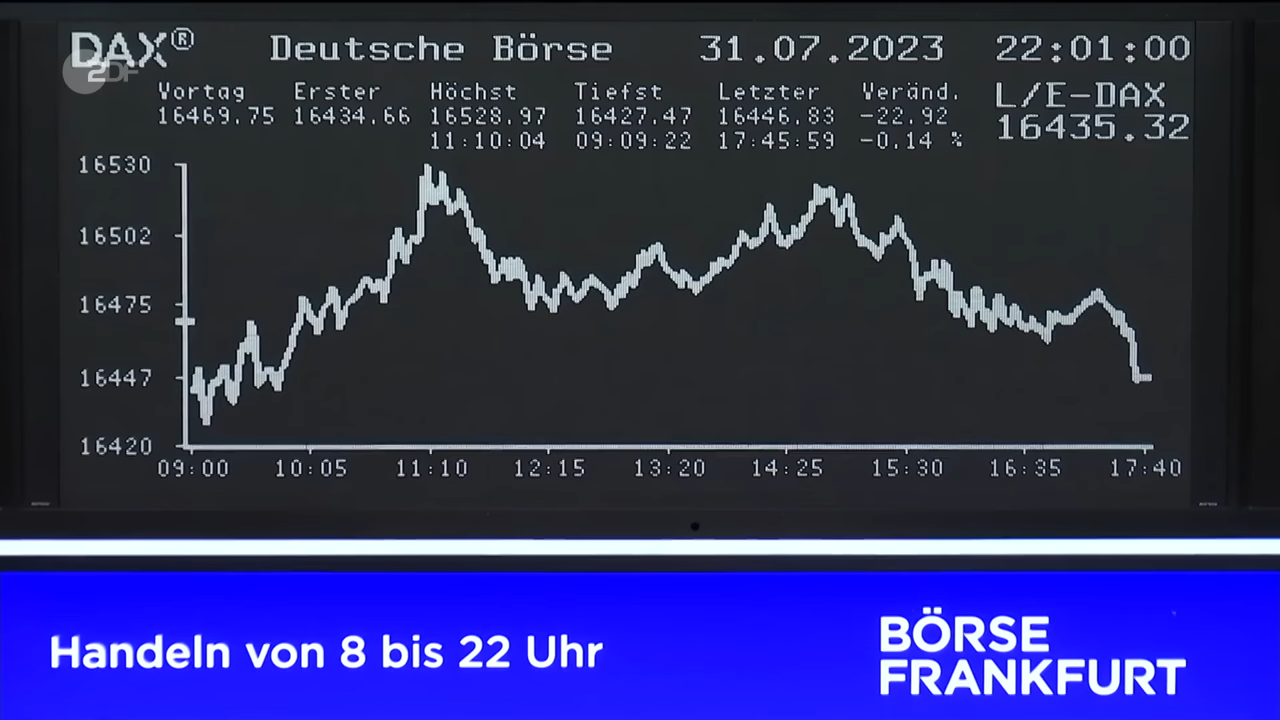 DAX®
Deutsche Börse
31.07.2023
22:01:00
ZDF
Vortag Erster Höchst Tiefst Letzter Veränd. L/E-DAX
16469.75 16434.66 16528.97 16427.47 16446.83 -22.92 16435.32
11:10:04 09:09:22 17:45:59 -0.14 %
16530
16502
16475
16447
16420
09:00 10:05 11:10 12:15 13:20 14:25 15:30 16:35 17:40
Handeln von 8 bis 22 Uhr
BÖRSE
FRANKFURT